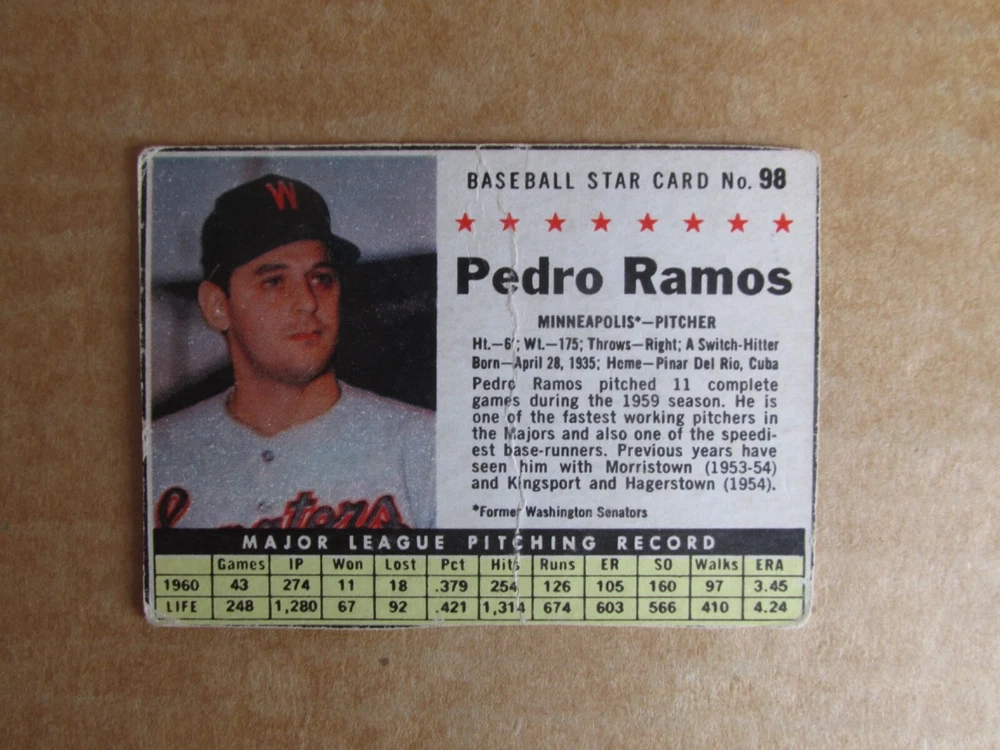 W
Senators
BASEBALL STAR CARD No. 98
Pedro Ramos
MINNEAPOLIS*—PITCHER
Ht.—6'; Wt.—175; Throws—Right; A Switch-Hitter
Born—April 28, 1935; Home—Pinar Del Rio, Cuba
Pedro Ramos pitched 11 complete
games during the 1959 season. He is
one of the fastest working pitchers in
the Majors and also one of the speedi-
est base-runners. Previous years have
seen him with Morristown (1953-54)
and Kingsport and Hagerstown (1954).
*Former Washington Senators
MAJOR LEAGUE PITCHING RECORD
Games IP Won Lost Pct Hits Runs ER SO Walks ERA
1960 43 274 11 18 .379 254 126 105 160 97 3.45
LIFE 248 1,280 67 92 .421 1,314 674 603 566 410 4.24